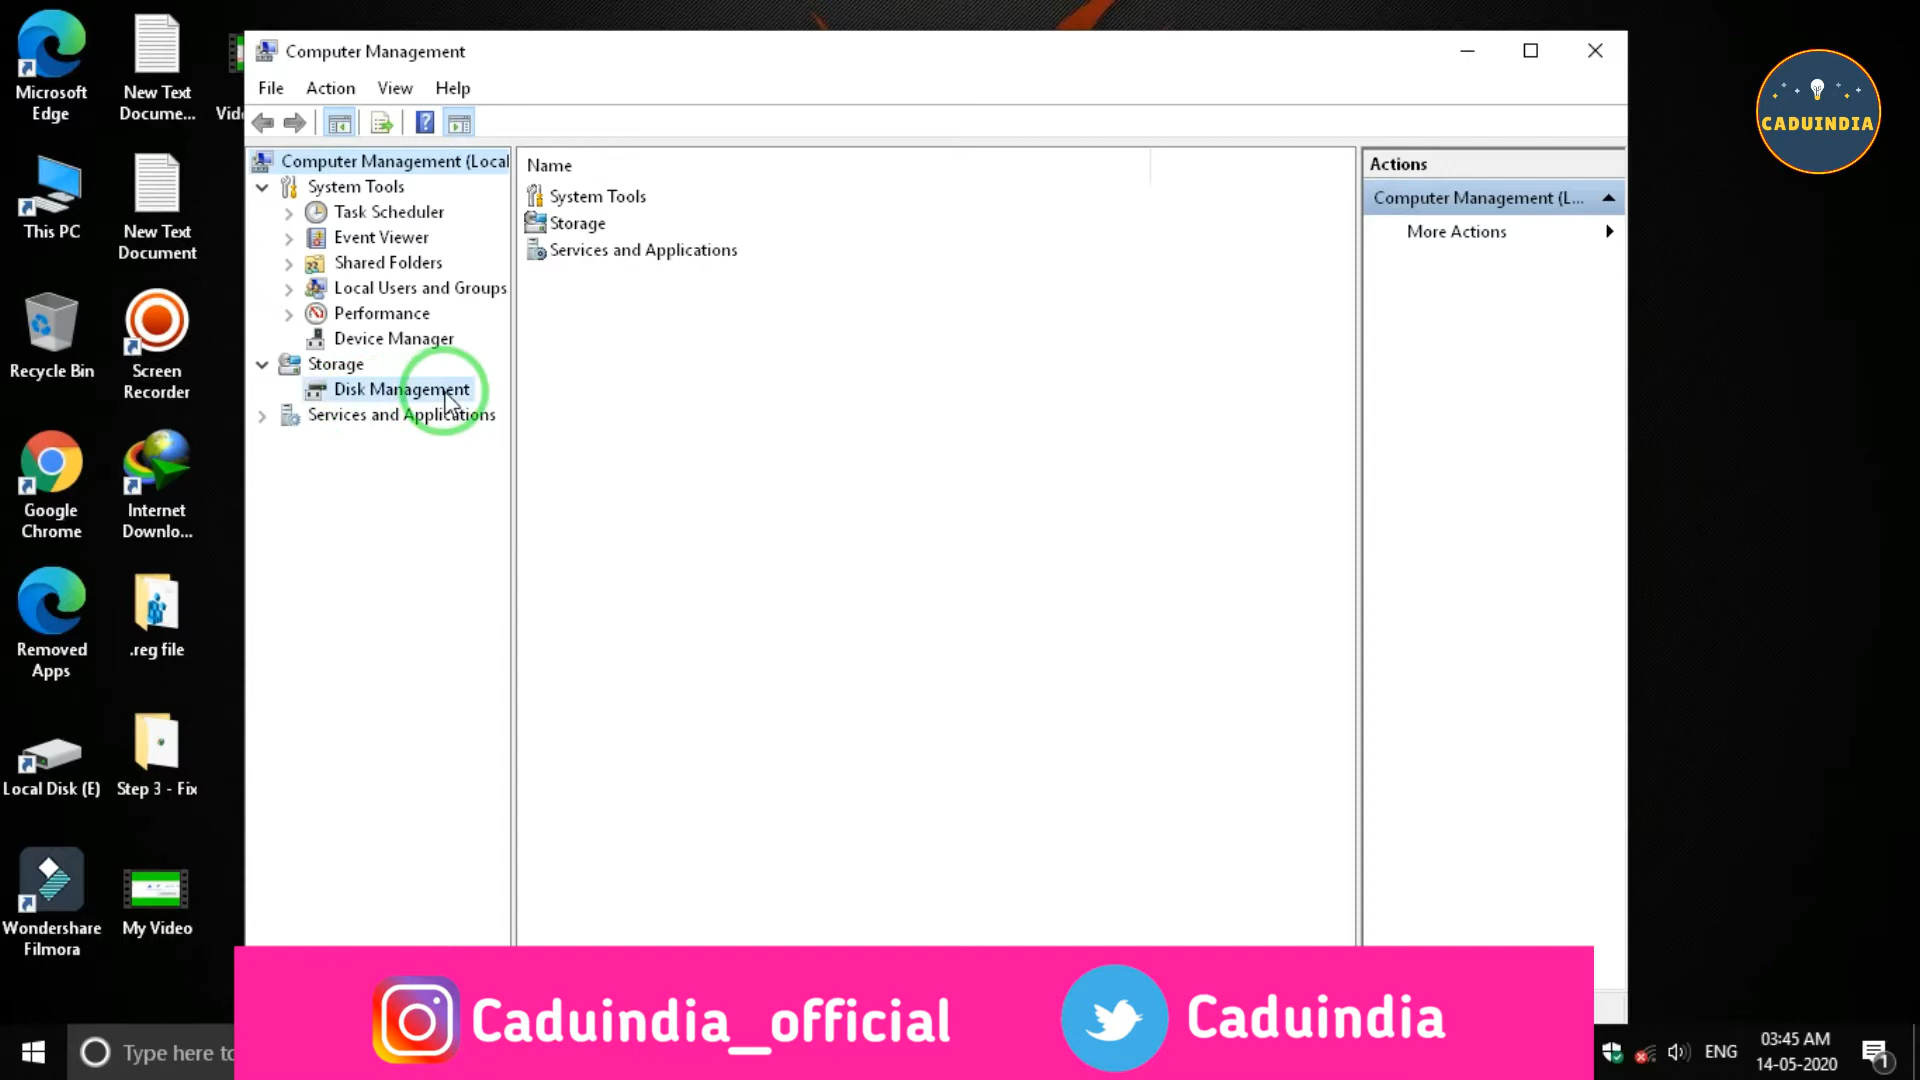 Microsoft
Edge
New Text
Docume...
This PC
New Text
Document
Recycle Bin
Screen
Recorder
Google
Chrome
Internet
Downlo...
Removed
Apps
.reg file
Local Disk (E)
Step 3 - Fix
Wondershare
Filmora
My Video
Computer Management
File Action View Help
Computer Management (Local
System Tools
Task Scheduler
Event Viewer
Shared Folders
Local Users and Groups
Performance
Device Manager
Storage
Disk Management
Services and Applications
Name
System Tools
Storage
Services and Applications
Actions
Computer Management (L...
More Actions
CADUINDIA
Caduindia_official
Caduindia
Type here to
ENG
03:45 AM
14-05-2020
1